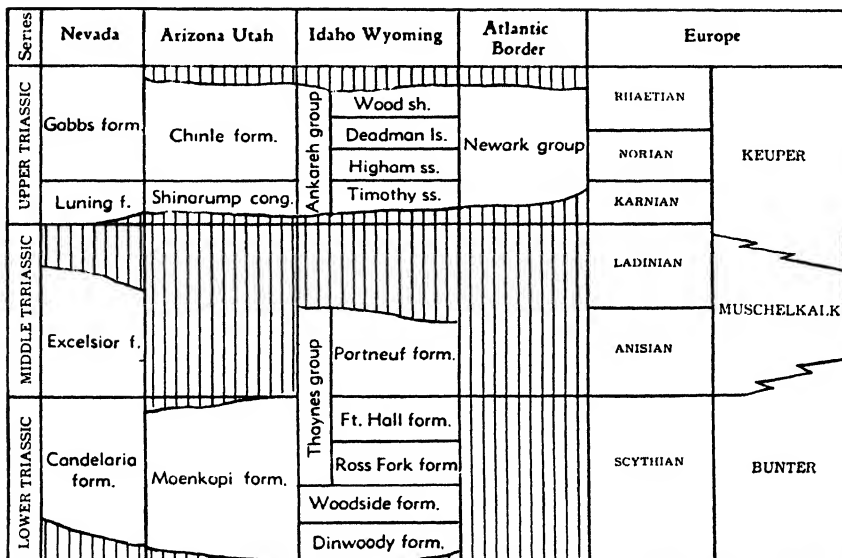 Series
Nevada
Arizona Utah
Idaho Wyoming
Atlantic
Border
Europe
UPPER TRIASSIC
Gabbs form.
Luning f.
Chinle form.
Shinarump cong.
Ankareh group
Wood sh.
Deadman ls.
Higham ss.
Timothy ss.
Newark group
RHAETIAN
NORIAN
KARNIAN
KEUPER
MIDDLE TRRIASSIC
Excelsior f.
Thaynes group
Portneuf form.
LADINIAN
ANISIAN
MUSCHELKALK
LOWER TRIASSIC
Candelaria
form.
Moenkopi form.
Ft. Hall form.
Ross Fork form
Woodside form.
Dinwoody form.
SCYTHIAN
BUNTER